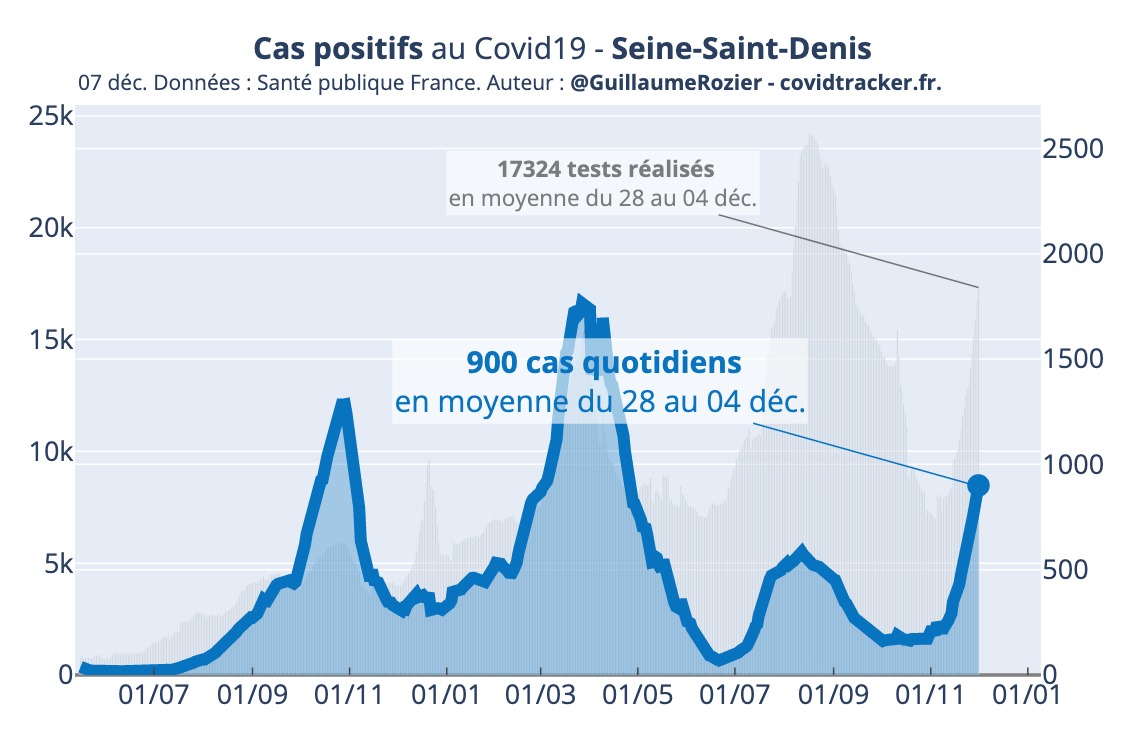 Cas positifs au Covid19 - Seine-Saint-Denis
07 déc. Données : Santé publique France. Auteur : @GuillaumeRozier - covidtracker.fr.
25k
2500
17324 tests réalisés
en moyenne du 28 au 04 déc.
20k
2000
15k
1500
900 cas quotidiens
en moyenne du 28 au 04 déc.
10k
1000
5k
500
0
0
01/07 01/09 01/11 01/01 01/03 01/05 01/07 01/09 01/11 01/01